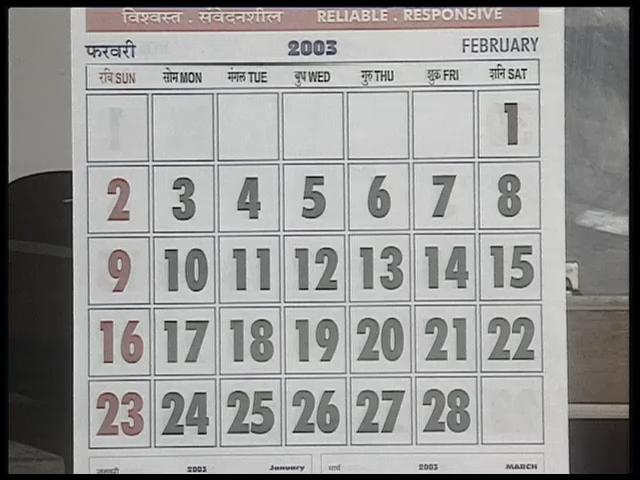 विश्वस्त . संवेदनशील RELIABLE . RESPONSIVE
फरवरी 2003 FEBRUARY
रवि SUN सोम MON मंगल TUE बुध WED गुरु THU शुक्र FRI शनि SAT
1
2 3 4 5 6 7 8
9 10 11 12 13 14 15
16 17 18 19 20 21 22
23 24 25 26 27 28
जनवरी 2003 January मार्च 2003 MARCH